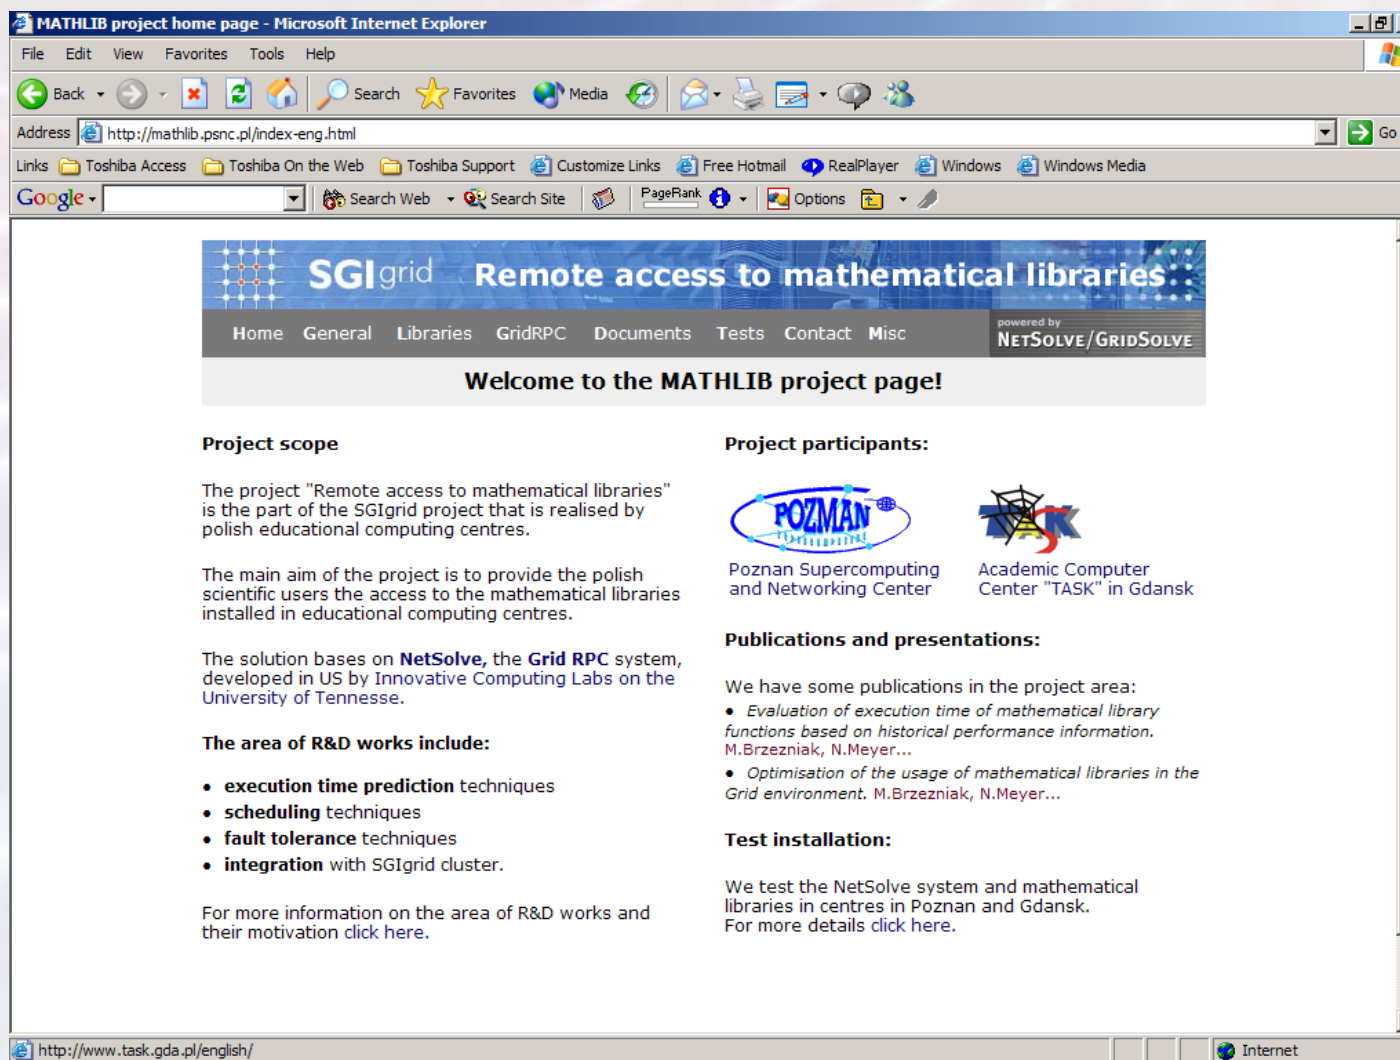 MATHLIB project home page - Microsoft Internet Explorer
File Edit View Favorites Tools Help
Back Search Favorites Media
Address http://mathlib.psnc.pl/index-eng.html Go
Links Toshiba Access Toshiba On the Web Toshiba Support Customize Links Free Hotmail RealPlayer Windows Windows Media
Google Search Web Search Site PageRank Options
SGIgrid Remote access to mathematical libraries
Home General Libraries GridRPC Documents Tests Contact Misc
powered by
NETSOLVE/GRIDSOLVE
Welcome to the MATHLIB project page!
Project scope
The project "Remote access to mathematical libraries"
is the part of the SGIgrid project that is realised by
polish educational computing centres.
The main aim of the project is to provide the polish
scientific users the access to the mathematical libraries
installed in educational computing centres.
The solution bases on NetSolve, the Grid RPC system,
developed in US by Innovative Computing Labs on the
University of Tennesse.
The area of R&D works include:
• execution time prediction techniques
• scheduling techniques
• fault tolerance techniques
• integration with SGIgrid cluster.
For more information on the area of R&D works and
their motivation click here.
Project participants:
POZMAN
Poznan Supercomputing
and Networking Center
TASK
Academic Computer
Center "TASK" in Gdansk
Publications and presentations:
We have some publications in the project area:
• Evaluation of execution time of mathematical library
functions based on historical performance information.
M.Brzezniak, N.Meyer...
• Optimisation of the usage of mathematical libraries in the
Grid environment. M.Brzezniak, N.Meyer...
Test installation:
We test the NetSolve system and mathematical
libraries in centres in Poznan and Gdansk.
For more details click here.
http://www.task.gda.pl/english/ Internet